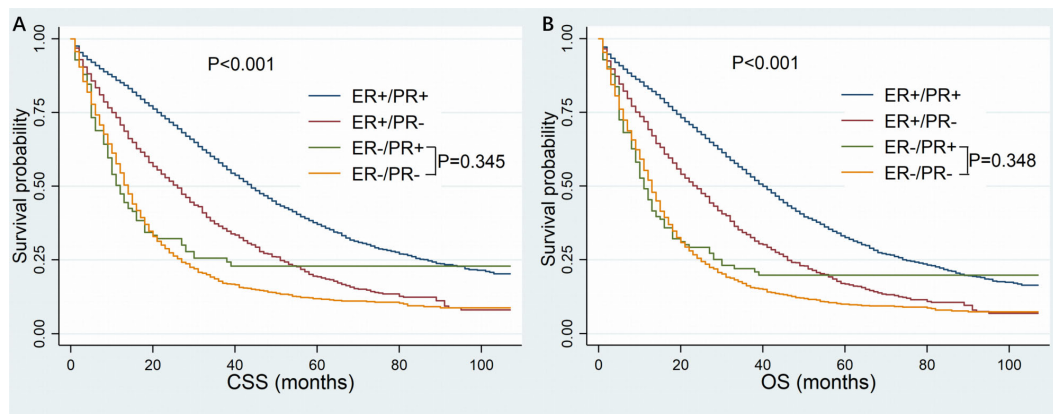 A
P<0.001
ER+/PR+
ER+/PR-
ER-/PR+
ER-/PR-
P=0.345
Survival probability
1.00
0.75
0.50
0.25
0.00
0 20 40 60 80 100
CSS (months)
B
P<0.001
ER+/PR+
ER+/PR-
ER-/PR+
ER-/PR-
P=0.348
Survival probability
1.00
0.75
0.50
0.25
0.00
0 20 40 60 80 100
OS (months)